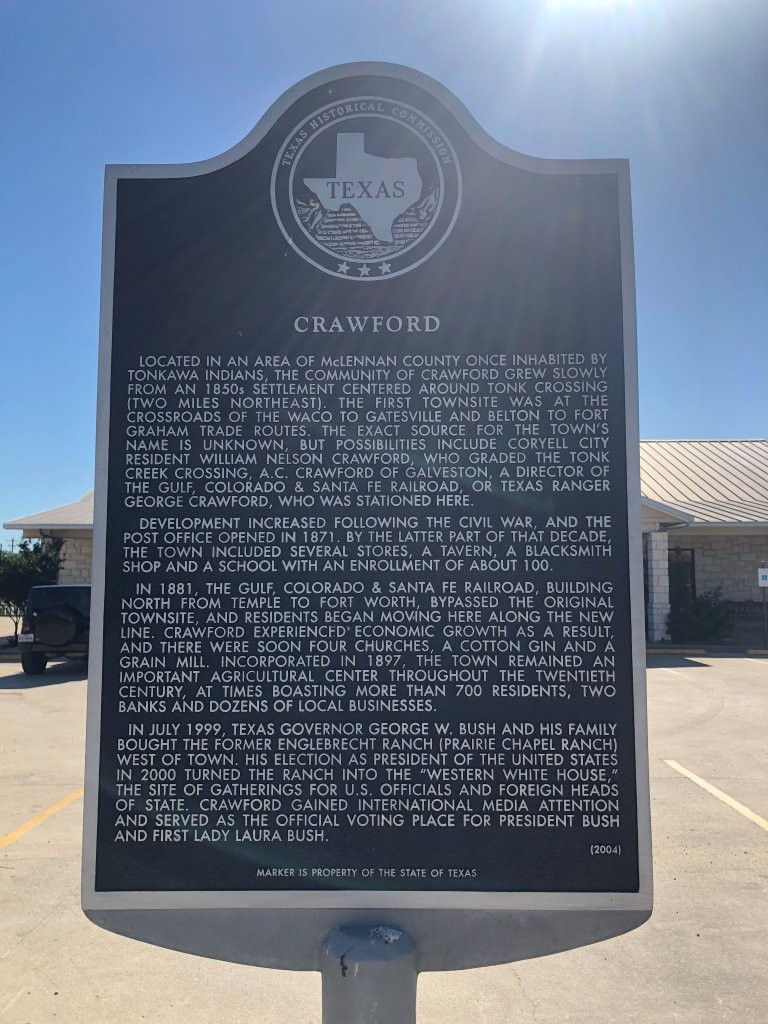 TEXAS HISTORICAL COMMISSION
TEXAS
CRAWFORD
LOCATED IN AN AREA OF McLENNAN COUNTY ONCE INHABITED BY
TONKAWA INDIANS, THE COMMUNITY OF CRAWFORD GREW SLOWLY
FROM AN 1850s SETTLEMENT CENTERED AROUND TONK CROSSING
(TWO MILES NORTHEAST). THE FIRST TOWNSITE WAS AT THE
CROSSROADS OF THE WACO TO GATESVILLE AND BELTON TO FORT
GRAHAM TRADE ROUTES. THE EXACT SOURCE FOR THE TOWN'S
NAME IS UNKNOWN, BUT POSSIBILITIES INCLUDE CORYELL CITY
RESIDENT WILLIAM NELSON CRAWFORD, WHO GRADED THE TONK
CREEK CROSSING, A.C. CRAWFORD OF GALVESTON, A DIRECTOR OF
THE GULF, COLORADO & SANTA FE RAILROAD, OR TEXAS RANGER
GEORGE CRAWFORD, WHO WAS STATIONED HERE.
DEVELOPMENT INCREASED FOLLOWING THE CIVIL WAR, AND THE
POST OFFICE OPENED IN 1871. BY THE LATTER PART OF THAT DECADE,
THE TOWN INCLUDED SEVERAL STORES, A TAVERN, A BLACKSMITH
SHOP AND A SCHOOL WITH AN ENROLLMENT OF ABOUT 100.
IN 1881, THE GULF, COLORADO & SANTA FE RAILROAD, BUILDING
NORTH FROM TEMPLE TO FORT WORTH, BYPASSED THE ORIGINAL
TOWNSITE, AND RESIDENTS BEGAN MOVING HERE ALONG THE NEW
LINE. CRAWFORD EXPERIENCED ECONOMIC GROWTH AS A RESULT,
AND THERE WERE SOON FOUR CHURCHES, A COTTON GIN AND A
GRAIN MILL. INCORPORATED IN 1897, THE TOWN REMAINED AN
IMPORTANT AGRICULTURAL CENTER THROUGHOUT THE TWENTIETH
CENTURY, AT TIMES BOASTING MORE THAN 700 RESIDENTS, TWO
BANKS AND DOZENS OF LOCAL BUSINESSES.
IN JULY 1999, TEXAS GOVERNOR GEORGE W. BUSH AND HIS FAMILY
BOUGHT THE FORMER ENGLEBRECHT RANCH (PRAIRIE CHAPEL RANCH)
WEST OF TOWN. HIS ELECTION AS PRESIDENT OF THE UNITED STATES
IN 2000 TURNED THE RANCH INTO THE "WESTERN WHITE HOUSE,"
THE SITE OF GATHERINGS FOR U.S. OFFICIALS AND FOREIGN HEADS
OF STATE. CRAWFORD GAINED INTERNATIONAL MEDIA ATTENTION
AND SERVED AS THE OFFICIAL VOTING PLACE FOR PRESIDENT BUSH
AND FIRST LADY LAURA BUSH.
(2004)
MARKER IS PROPERTY OF THE STATE OF TEXAS